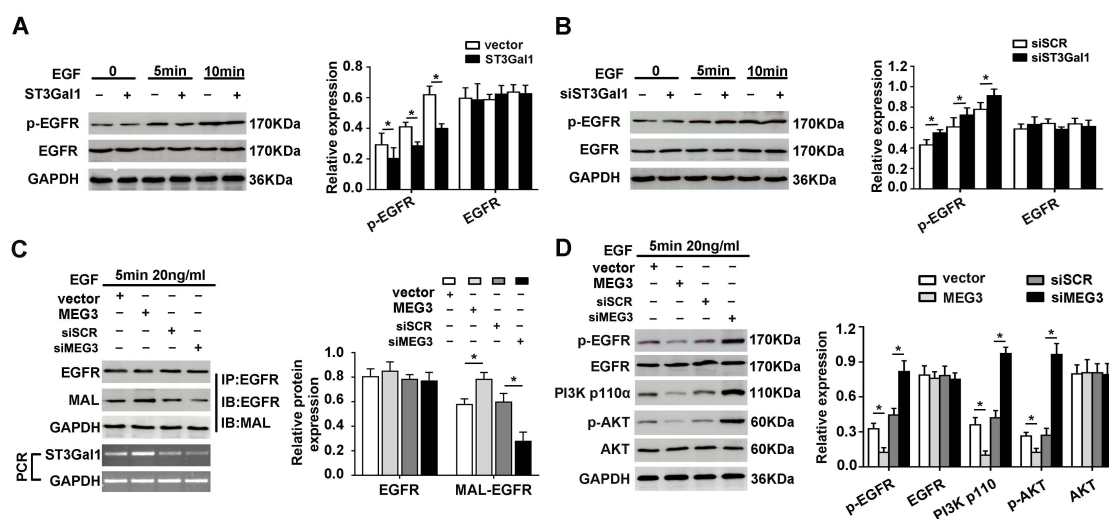 A
EGF 0 5min 10min
ST3Gal1 − + − + − +
p-EGFR 170KDa
EGFR 170KDa
GAPDH 36KDa
vector
ST3Gal1
Relative expression
0.8
0.6
0.4
0.2
0.0
* * *
p-EGFR EGFR
B
EGF 0 5min 10min
siST3Gal1 − + − + − +
p-EGFR 170KDa
EGFR 170KDa
GAPDH 36KDa
siSCR
siST3Gal1
Relative expression
1.2
1.0
0.8
0.6
0.4
0.2
0.0
* * *
p-EGFR EGFR
C
EGF 5min 20ng/ml
vector + − − −
MEG3 − + − −
siSCR − − + −
siMEG3 − − − +
EGFR IP:EGFR
MAL IB:EGFR
GAPDH IB:MAL
PCR
ST3Gal1
GAPDH
vector + − − −
MEG3 − + − −
siSCR − − + −
siMEG3 − − − +
Relative protein
expression
0.8
0.6
0.4
0.2
0.0
* *
EGFR MAL-EGFR
D
EGF 5min 20ng/ml
vector + − − −
MEG3 − + − −
siSCR − − + −
siMEG3 − − − +
p-EGFR 170KDa
EGFR 170KDa
PI3K p110α 110KDa
p-AKT 60KDa
AKT 60KDa
GAPDH 36KDa
vector siSCR
MEG3 siMEG3
Relative expression
1.2
0.9
0.6
0.3
0.0
* * * * * *
p-EGFR EGFR PI3K p110 p-AKT AKT